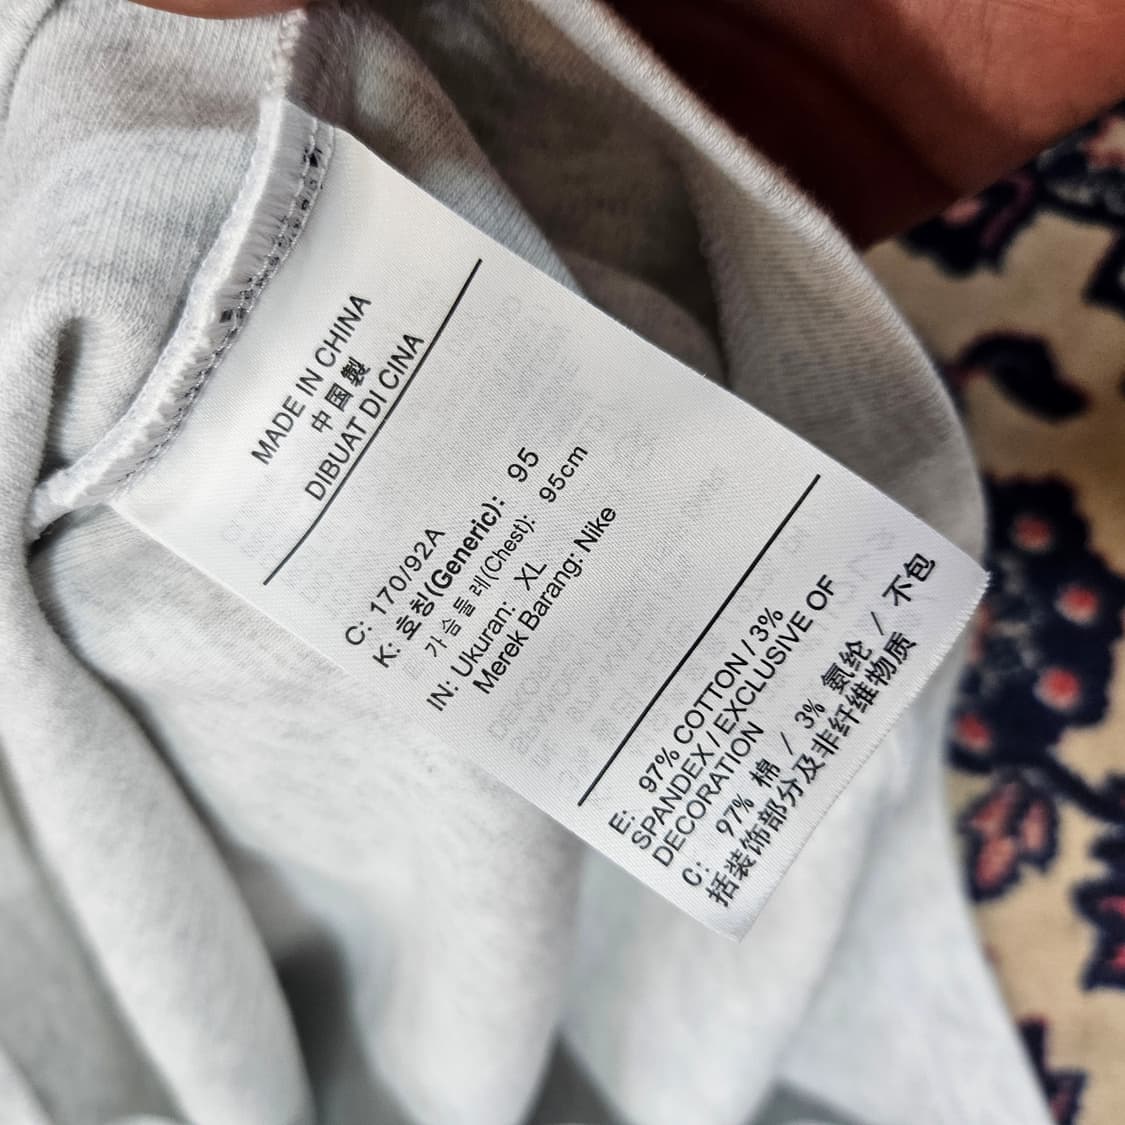 MADE IN CHINA
中国製
DIBUAT DI CINA
C: 170/92A
K: 호칭(Generic): 95
가슴둘레(Chest): 95cm
IN: Ukuran: XL
Merek Barang: Nike
E: 97% COTTON / 3%
SPANDEX / EXCLUSIVE OF
DECORATION
C: 97% 棉 / 3% 氨纶 / 不包
括装饰部分及非纤维物质